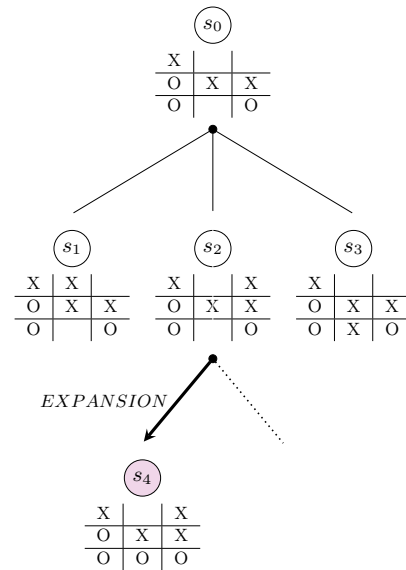 s₀
X
O X X
O O
s₁ s₂ s₃
X X X X X
O X X O X X O X X
O O O O O X O
EXPANSION
s₄
X X
O X X
O O O